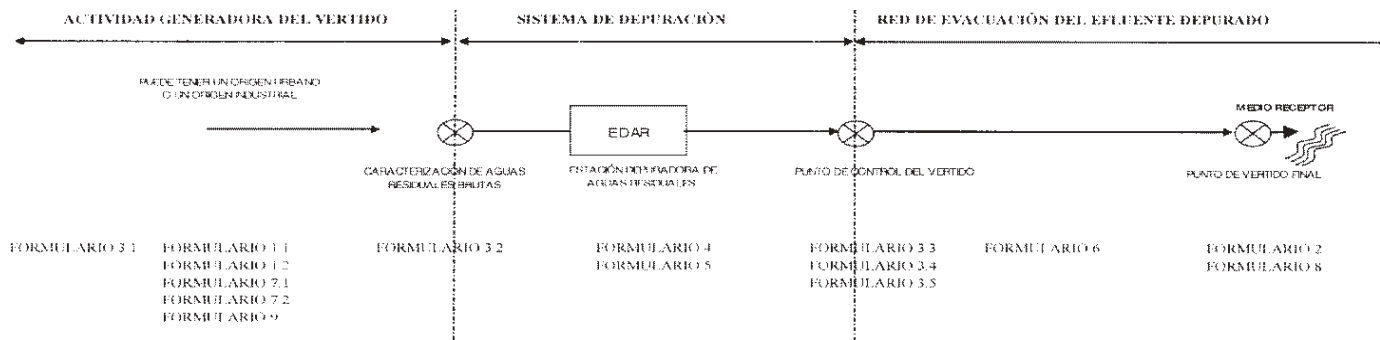 ACTIVIDAD GENERADORA DEL VERTIDO
SISTEMA DE DEPURACIÓN
RED DE EVACUACIÓN DEL EFLUENTE DEPURADO
PUEDE TENER UN ORIGEN URBANO
O UN ORIGEN INDUSTRIAL
EDAR
MEDIO RECEPTOR
CARACTERIZACIÓN DE AGUAS
RESIDUALES BRUTAS
ESTACIÓN DEPURADORA DE
AGUAS RESIDUALES
PUNTO DE CONTROL DEL VERTIDO
PUNTO DE VERTIDO FINAL
FORMULARIO 3.1
FORMULARIO 1.1
FORMULARIO 1.2
FORMULARIO 7.1
FORMULARIO 7.2
FORMULARIO 9
FORMULARIO 3.2
FORMULARIO 4
FORMULARIO 5
FORMULARIO 3.3
FORMULARIO 3.4
FORMULARIO 3.5
FORMULARIO 6
FORMULARIO 2
FORMULARIO 8